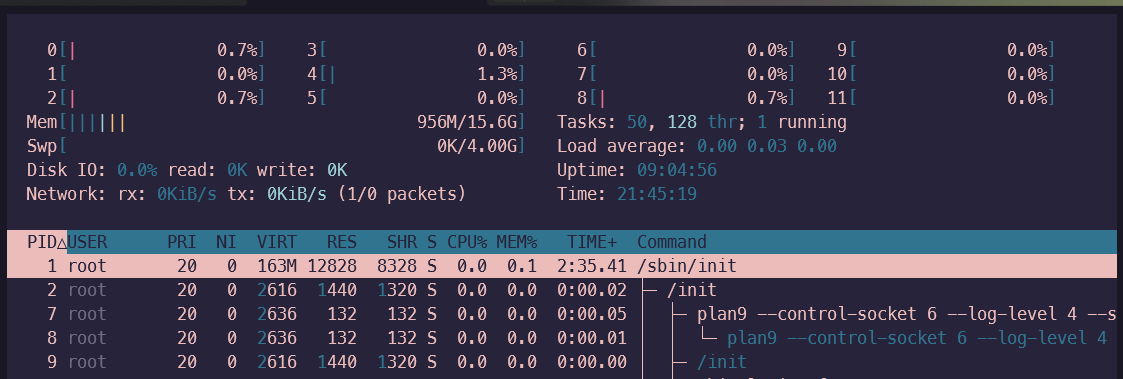 0[| 0.7%] 3[ 0.0%] 6[ 0.0%] 9[ 0.0%]
1[ 0.0%] 4[| 1.3%] 7[ 0.0%] 10[ 0.0%]
2[| 0.7%] 5[ 0.0%] 8[| 0.7%] 11[ 0.0%]
Mem[|||||| 956M/15.6G] Tasks: 50, 128 thr; 1 running
Swp[ 0K/4.00G] Load average: 0.00 0.03 0.00
Disk IO: 0.0% read: 0K write: 0K Uptime: 09:04:56
Network: rx: 0KiB/s tx: 0KiB/s (1/0 packets) Time: 21:45:19
PID△USER PRI NI VIRT RES SHR S CPU% MEM% TIME+ Command
1 root 20 0 163M 12828 8328 S 0.0 0.1 2:35.41 /sbin/init
2 root 20 0 2616 1440 1320 S 0.0 0.0 0:00.02 ├─ /init
7 root 20 0 2636 132 132 S 0.0 0.0 0:00.05 │ ├─ plan9 --control-socket 6 --log-level 4 --s
8 root 20 0 2636 132 132 S 0.0 0.0 0:00.01 │ │ └─ plan9 --control-socket 6 --log-level 4
9 root 20 0 2616 1440 1320 S 0.0 0.0 0:00.00 │ ├─ /init